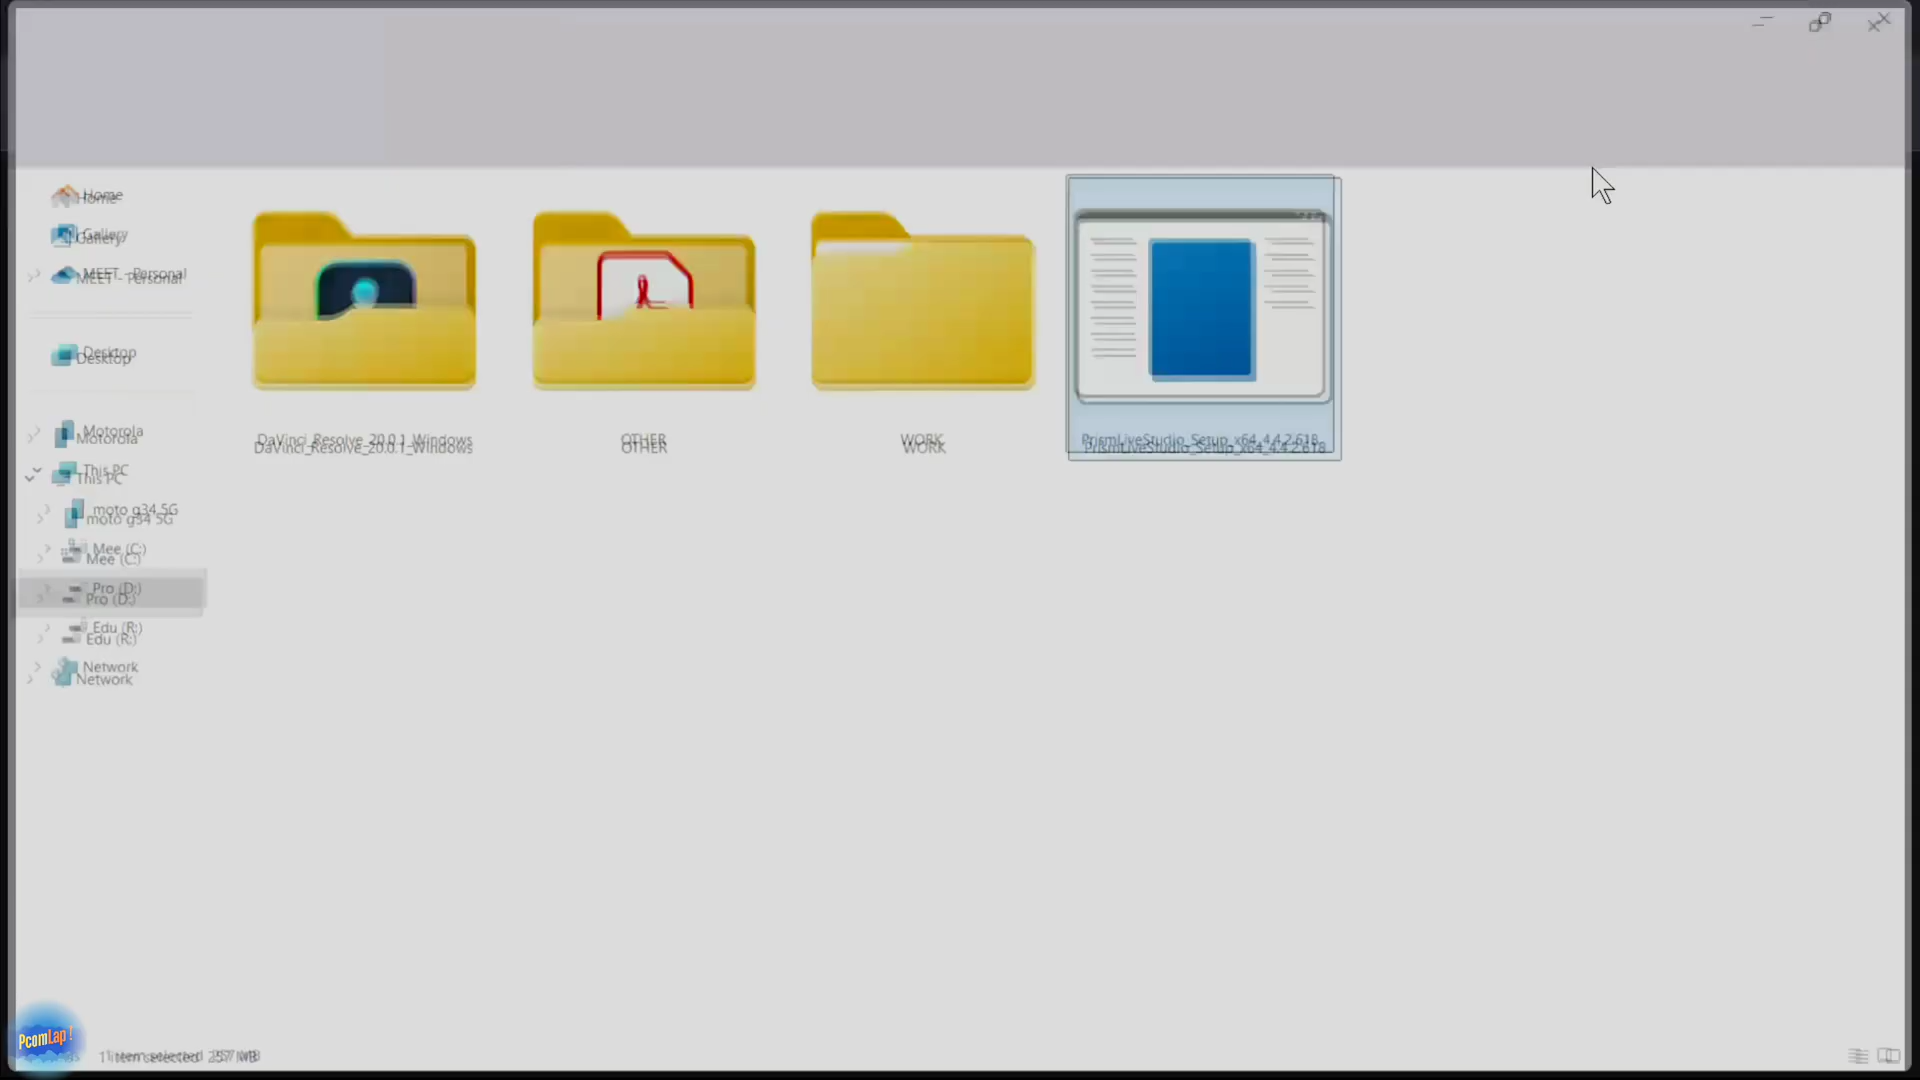 Home
Gallery
MEET - Personal
Desktop
Motorola
This PC
moto g34 5G
Mee (C:)
Pro (D:)
Edu (R:)
Network
DaVinci_Resolve_20.0.1_Windows
OTHER
WORK
PrismLiveStudio_Setup_x64_4.4.2.618
PcomLap!
1 item selected 257 MB